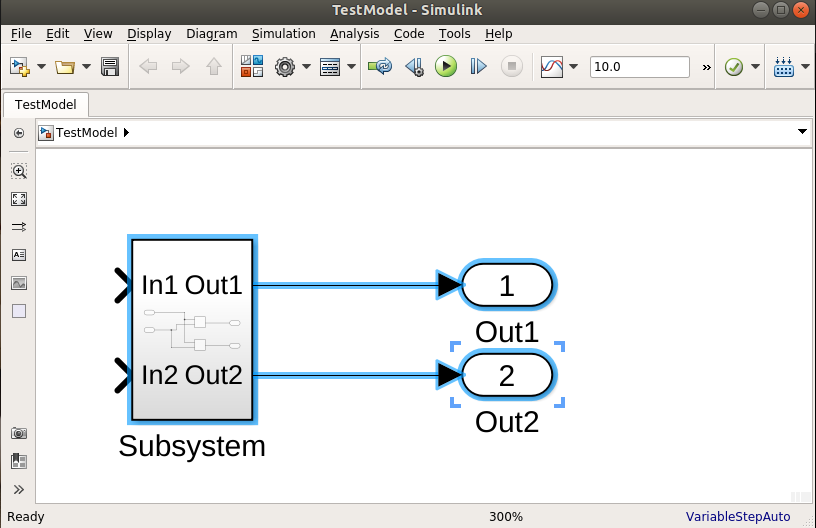 TestModel - Simulink
File Edit View Display Diagram Simulation Analysis Code Tools Help
10.0 »
TestModel
TestModel
In1 Out1
1
Out1
In2 Out2
2
Out2
Subsystem
Ready 300% VariableStepAuto